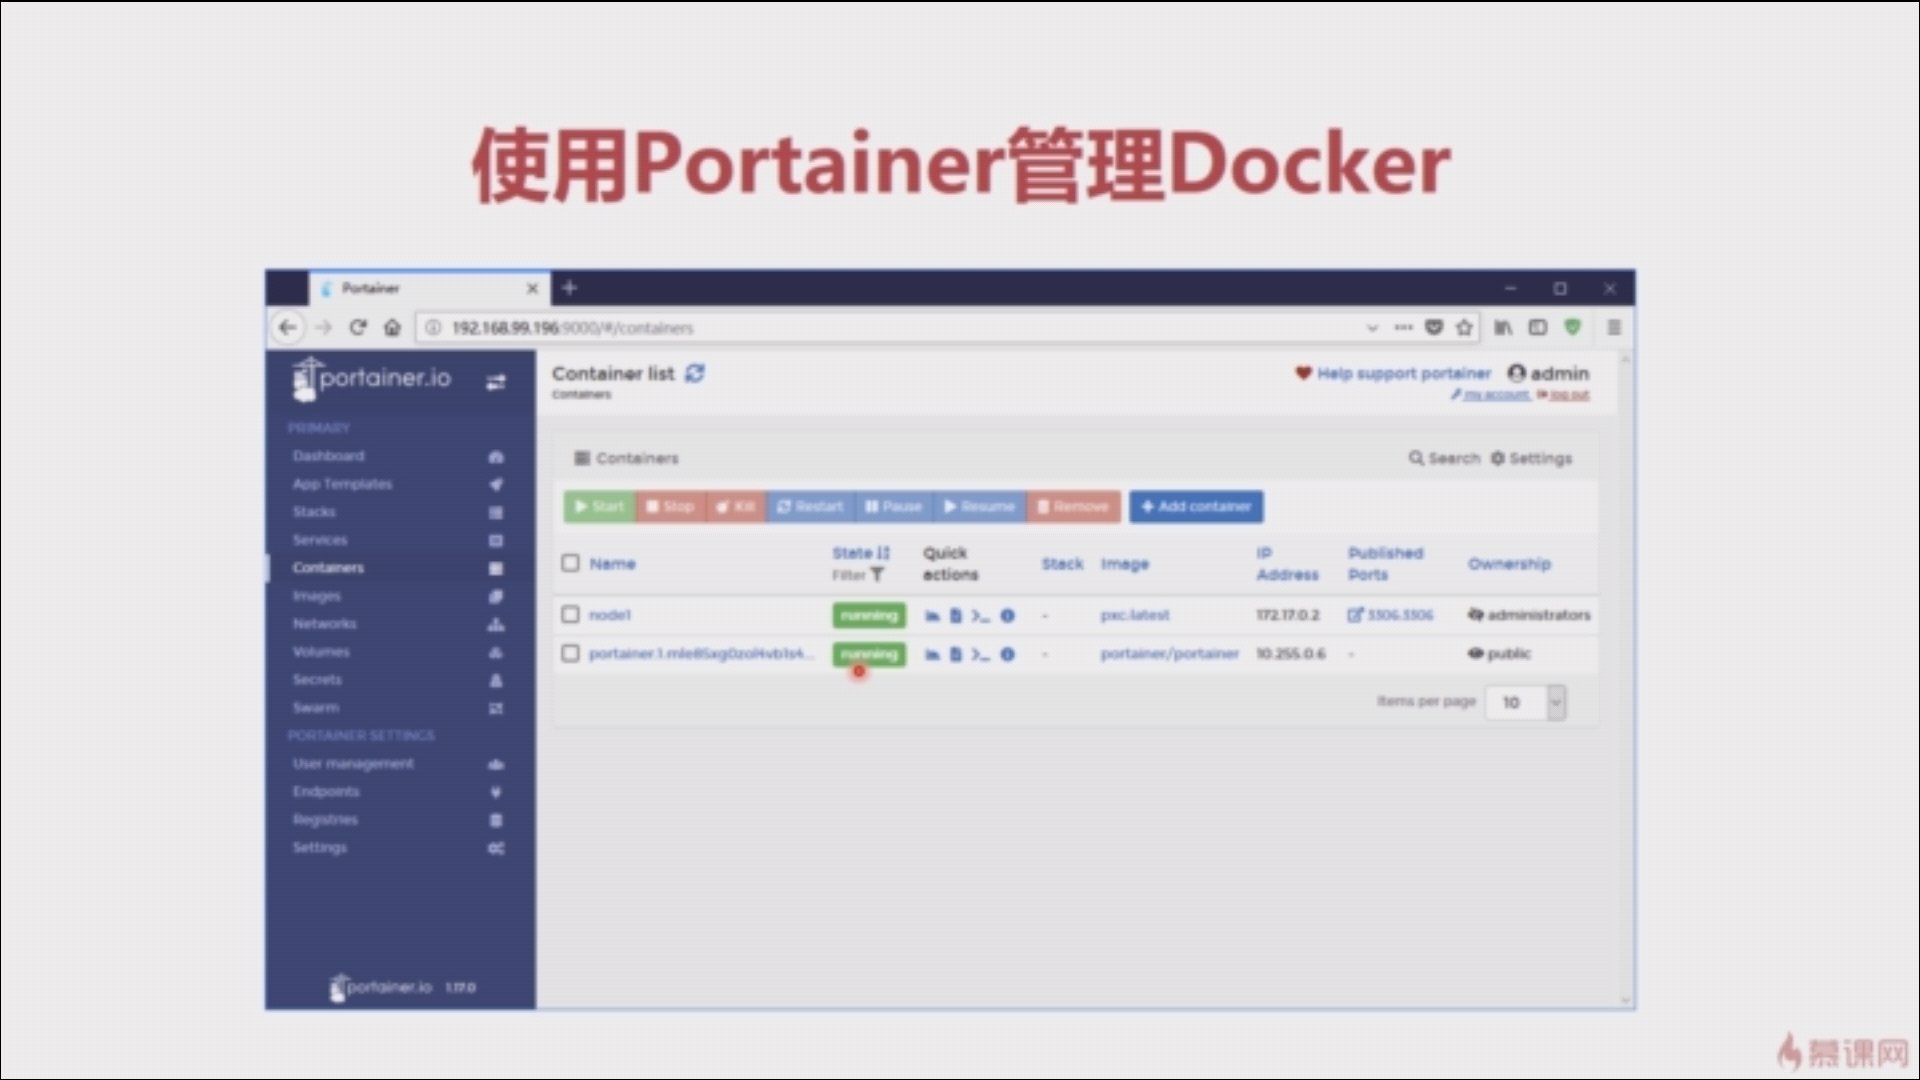 使用Portainer管理Docker
Portainer
192.168.99.196:9000/#/containers
portainer.io
Container list
Containers
Help support portainer
admin
my account
log out
PRIMARY
Dashboard
App Templates
Stacks
Services
Containers
Images
Networks
Volumes
Secrets
Swarm
PORTAINER SETTINGS
User management
Endpoints
Registries
Settings
portainer.io 1.17.0
Containers
Search
Settings
Start Stop Kill Restart Pause Resume Remove Add container
Name
State
Filter
Quick actions
Stack
Image
IP Address
Published Ports
Ownership
node1 running >_ - pxc:latest 172.17.0.2 3306:3306 administrators
running >_ - portainer/portainer 10.255.0.6 - public
Items per page 10
慕课网